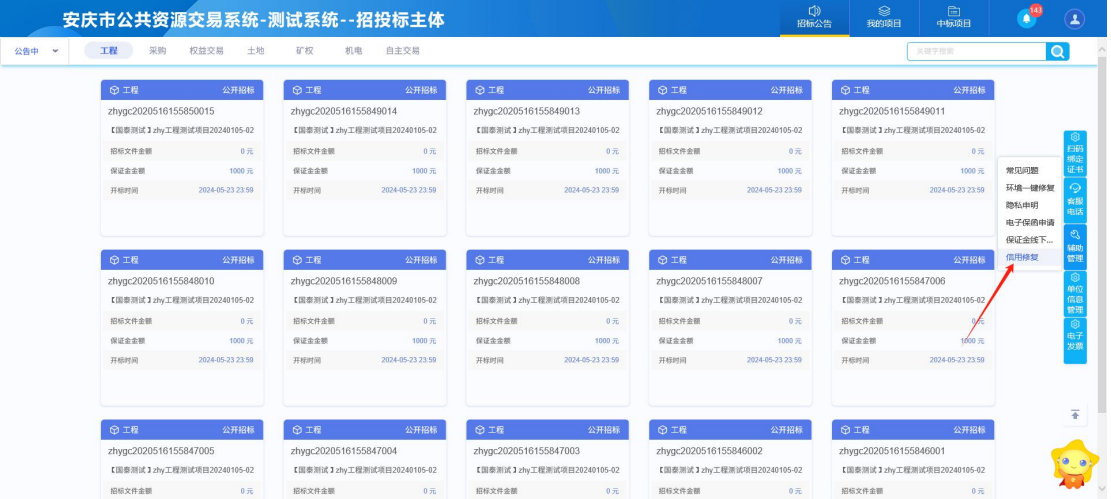 安庆市公共资源交易系统-测试系统--招投标主体
招标公告
我的项目
中标项目
143
公告中
工程 采购 权益交易 土地 矿权 机电 自主交易
关键字搜索
工程 公开招标 工程 公开招标 工程 公开招标 工程 公开招标 工程 公开招标
zhygc2020516155850015 zhygc2020516155849014 zhygc2020516155849013 zhygc2020516155849012 zhygc2020516155849011
【国泰测试】zhy工程测试项目20240105-02 【国泰测试】zhy工程测试项目20240105-02 【国泰测试】zhy工程测试项目20240105-02 【国泰测试】zhy工程测试项目20240105-02 【国泰测试】zhy工程测试项目20240105-02
招标文件金额 0 元 招标文件金额 0 元 招标文件金额 0 元 招标文件金额 0 元 招标文件金额 0 元
保证金金额 1000 元 保证金金额 1000 元 保证金金额 1000 元 保证金金额 1000 元 保证金金额
开标时间 2024-05-23 23:59 开标时间 2024-05-23 23:59 开标时间 2024-05-23 23:59 开标时间 2024-05-23 23:59 开标时间
常见问题
环境一键修复
隐私申明
电子保函申请
保证金线下...
信用修复
扫码
绑定
证书
客服
电话
辅助
管理
单位
信息
管理
电子
发票
工程 公开招标 工程 公开招标 工程 公开招标 工程 公开招标 工程 公开招标
zhygc2020516155848010 zhygc2020516155848009 zhygc2020516155848008 zhygc2020516155848007 zhygc2020516155847006
【国泰测试】zhy工程测试项目20240105-02 【国泰测试】zhy工程测试项目20240105-02 【国泰测试】zhy工程测试项目20240105-02 【国泰测试】zhy工程测试项目20240105-02 【国泰测试】zhy工程测试项目20240105-02
招标文件金额 0 元 招标文件金额 0 元 招标文件金额 0 元 招标文件金额 0 元 招标文件金额 0 元
保证金金额 1000 元 保证金金额 1000 元 保证金金额 1000 元 保证金金额 1000 元 保证金金额 1000 元
开标时间 2024-05-23 23:59 开标时间 2024-05-23 23:59 开标时间 2024-05-23 23:59 开标时间 2024-05-23 23:59 开标时间 2024-05-23 23:59
工程 公开招标 工程 公开招标 工程 公开招标 工程 公开招标 工程 公开招标
zhygc2020516155847005 zhygc2020516155847004 zhygc2020516155847003 zhygc2020516155846002 zhygc2020516155846001
【国泰测试】zhy工程测试项目20240105-02 【国泰测试】zhy工程测试项目20240105-02 【国泰测试】zhy工程测试项目20240105-02 【国泰测试】zhy工程测试项目20240105-02 【国泰测试】zhy工程测试项目20240105-02
招标文件金额 0 元 招标文件金额 0 元 招标文件金额 0 元 招标文件金额 0 元 招标文件金额 0 元